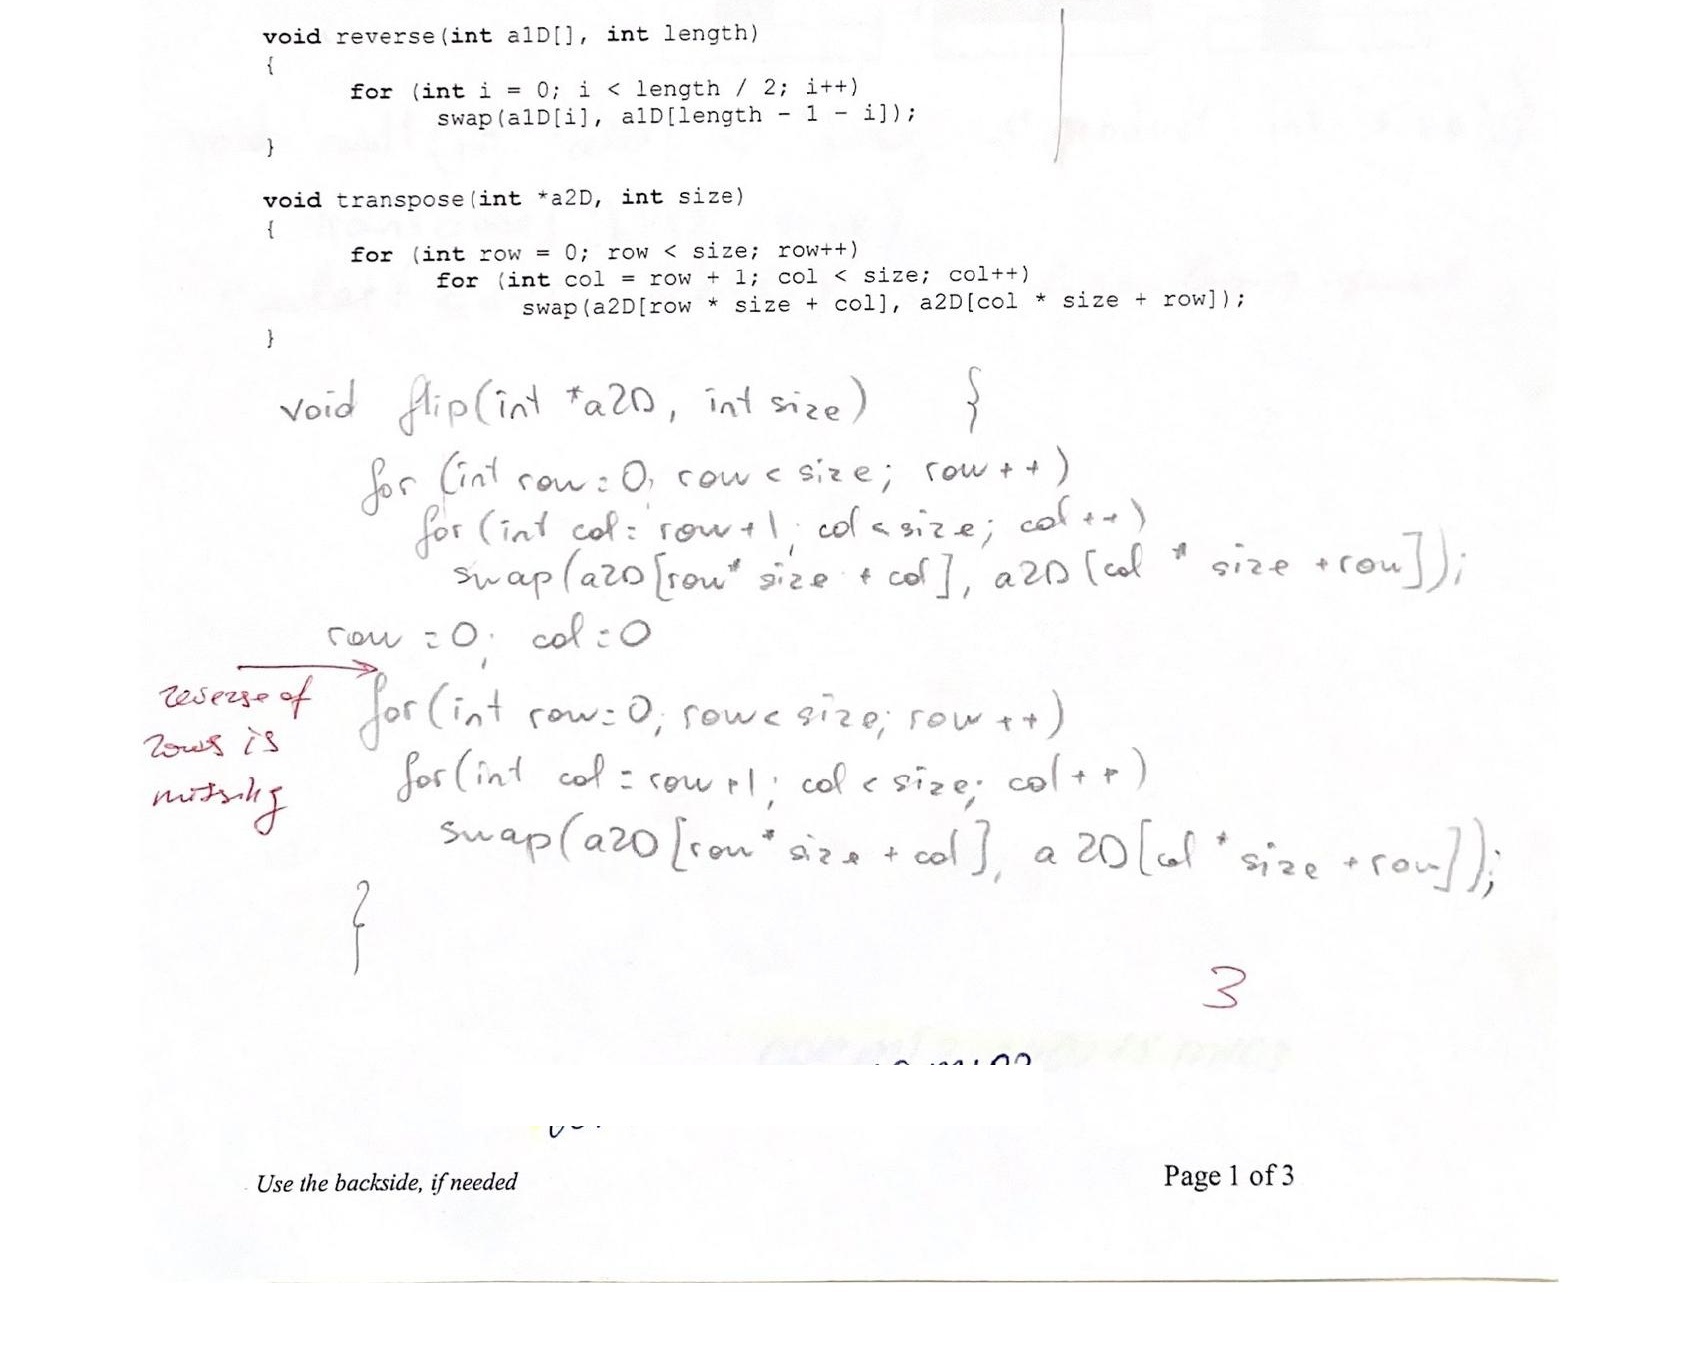 void reverse(int a1D[], int length)
{
for (int i = 0; i < length / 2; i++)
swap(a1D[i], a1D[length - 1 - i]);
}
void transpose(int *a2D, int size)
{
for (int row = 0; row < size; row++)
for (int col = row + 1; col < size; col++)
swap(a2D[row * size + col], a2D[col * size + row]);
}
void flip(int *a2D, int size) {
for (int row=0, row < size; row++)
for (int col= row+1; col < size; col++)
swap(a2D[row* size + col], a2D[col * size +row]);
row =0; col=0
reverse of
rows is
missing
for(int row=0; row< size; row++)
for(int col = row+1; col < size; col++)
swap(a2D[row* size + col], a2D[col * size +row]);
}
3
Use the backside, if needed
Page 1 of 3